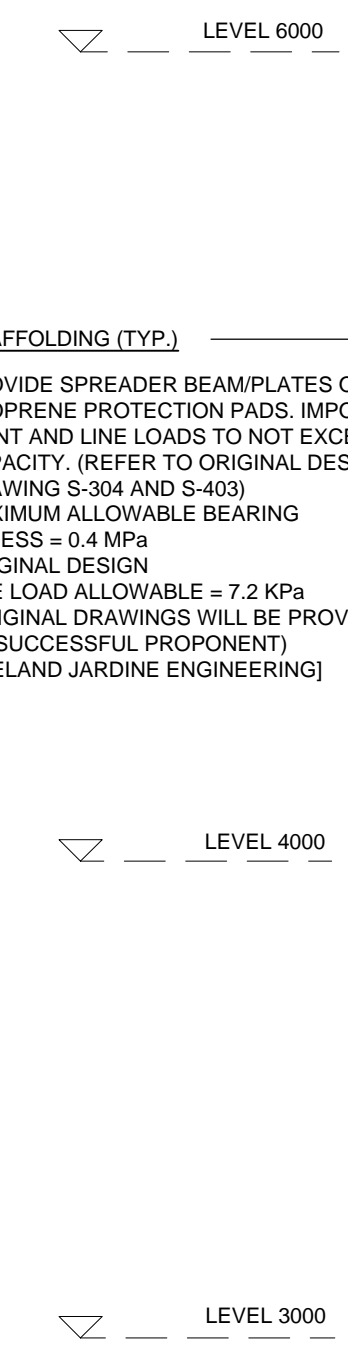 LEVEL 6000
AFFOLDING (TYP.)
OVIDE SPREADER BEAM/PLATES
OPRENE PROTECTION PADS. IMPO
NT AND LINE LOADS TO NOT EXCE
PACITY. (REFER TO ORIGINAL DES
AWING S-304 AND S-403)
XIMUM ALLOWABLE BEARING
ESS = 0.4 MPa
GINAL DESIGN
E LOAD ALLOWABLE = 7.2 KPa
IGINAL DRAWINGS WILL BE PROV
SUCCESSFUL PROPONENT)
ELAND JARDINE ENGINEERING]
LEVEL 4000
LEVEL 3000